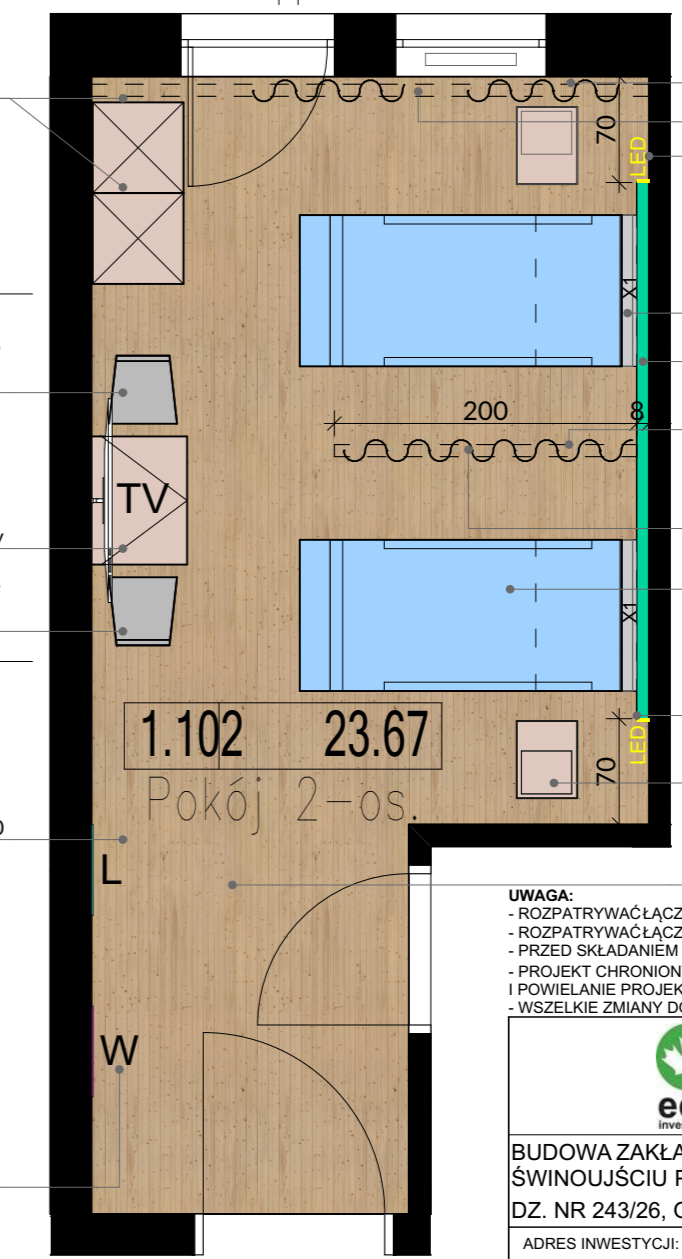 70
LED
X1
200
8
TV
X1
1.102 23.67
Pokój 2-os.
LED
70
L
W
UWAGA:
- ROZPATRYWAĆ ŁĄCZ
- ROZPATRYWAĆ ŁĄCZ
- PRZED SKŁADANIEM
- PROJEKT CHRONION
I POWIELANIE PROJEK
- WSZELKIE ZMIANY DO
BUDOWA ZAKŁA
ŚWINOUJŚCIU P
DZ. NR 243/26, O
ADRES INWESTYCJI: